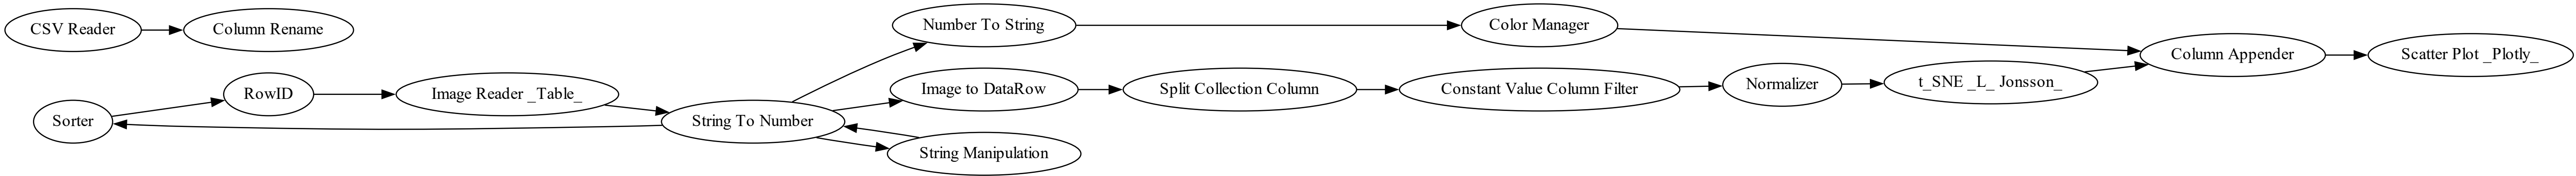 CSV Reader
Column Rename
Number To String
Color Manager
Column Appender
Scatter Plot _Plotly_
Sorter
RowID
Image Reader _Table_
String To Number
Image to DataRow
Split Collection Column
Constant Value Column Filter
Normalizer
t_SNE _L_ Jonsson_
String Manipulation